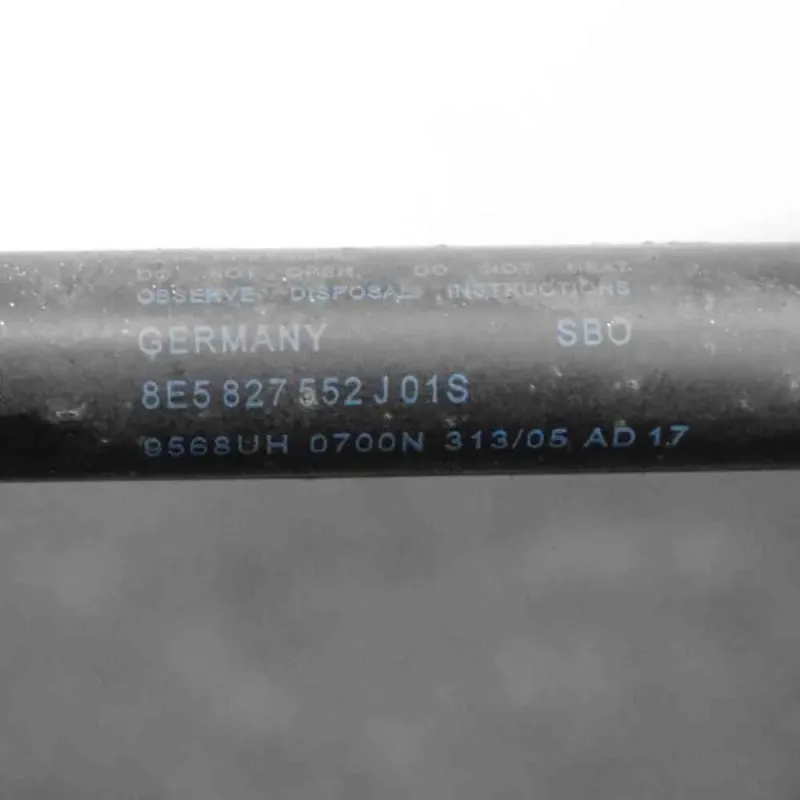 DO NOT OPEN. DO NOT HEAT.
OBSERVE DISPOSAL INSTRUCTIONS
GERMANY SBO
8E5 827 552 J 01S
9568UH 0700N 313/05 AD 17